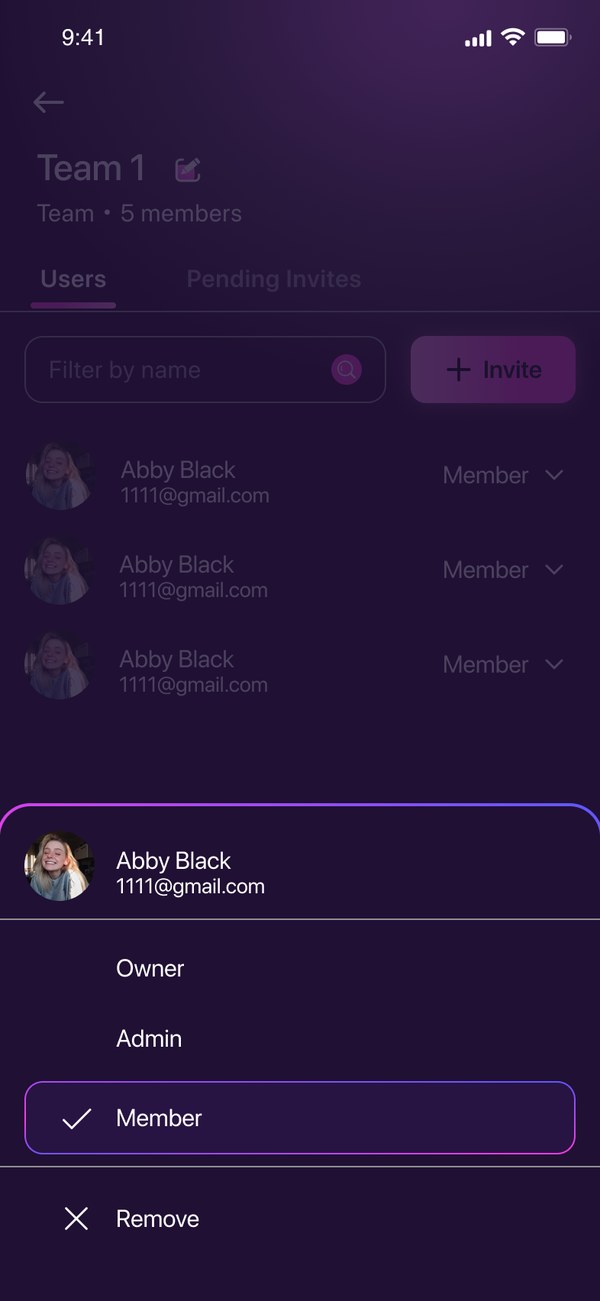 9:41
Team 1
Team • 5 members
Users Pending Invites
Filter by name + Invite
Abby Black
1111@gmail.com
Member
Abby Black
1111@gmail.com
Member
Abby Black
1111@gmail.com
Member
Abby Black
1111@gmail.com
Owner
Admin
Member
Remove